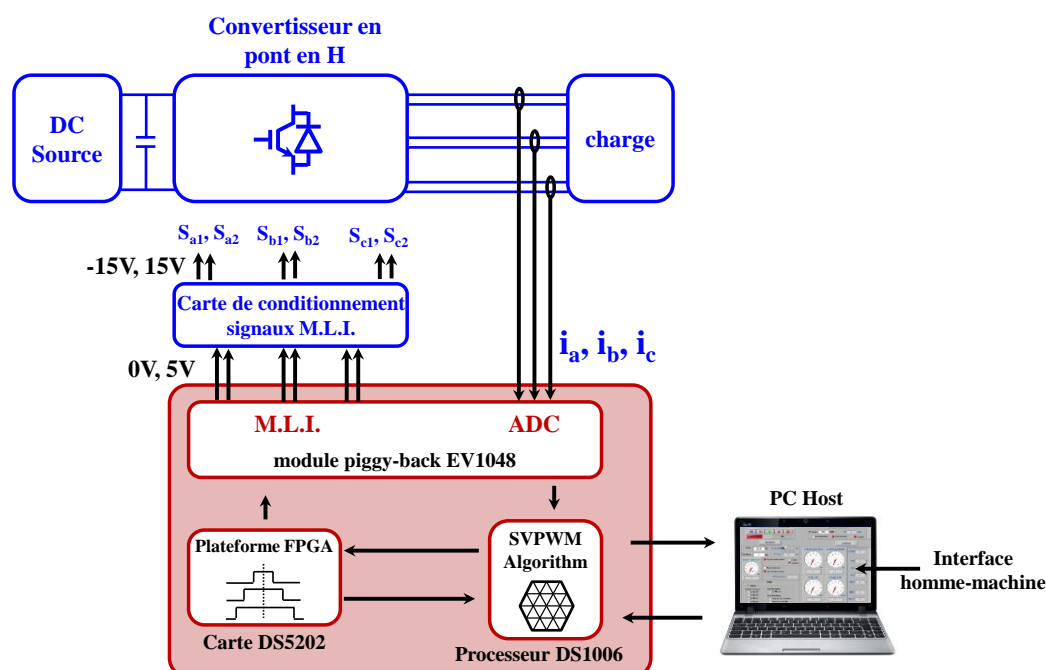 Convertisseur en
pont en H
DC
Source
charge
Sa1, Sa2
Sb1, Sb2
Sc1, Sc2
-15V, 15V
Carte de conditionnement
signaux M.L.I.
0V, 5V
ia, ib, ic
M.L.I.
ADC
module piggy-back EV1048
PC Host
Plateforme FPGA
SVPWM
Algorithm
Interface
homme-machine
Carte DS5202
Processeur DS1006